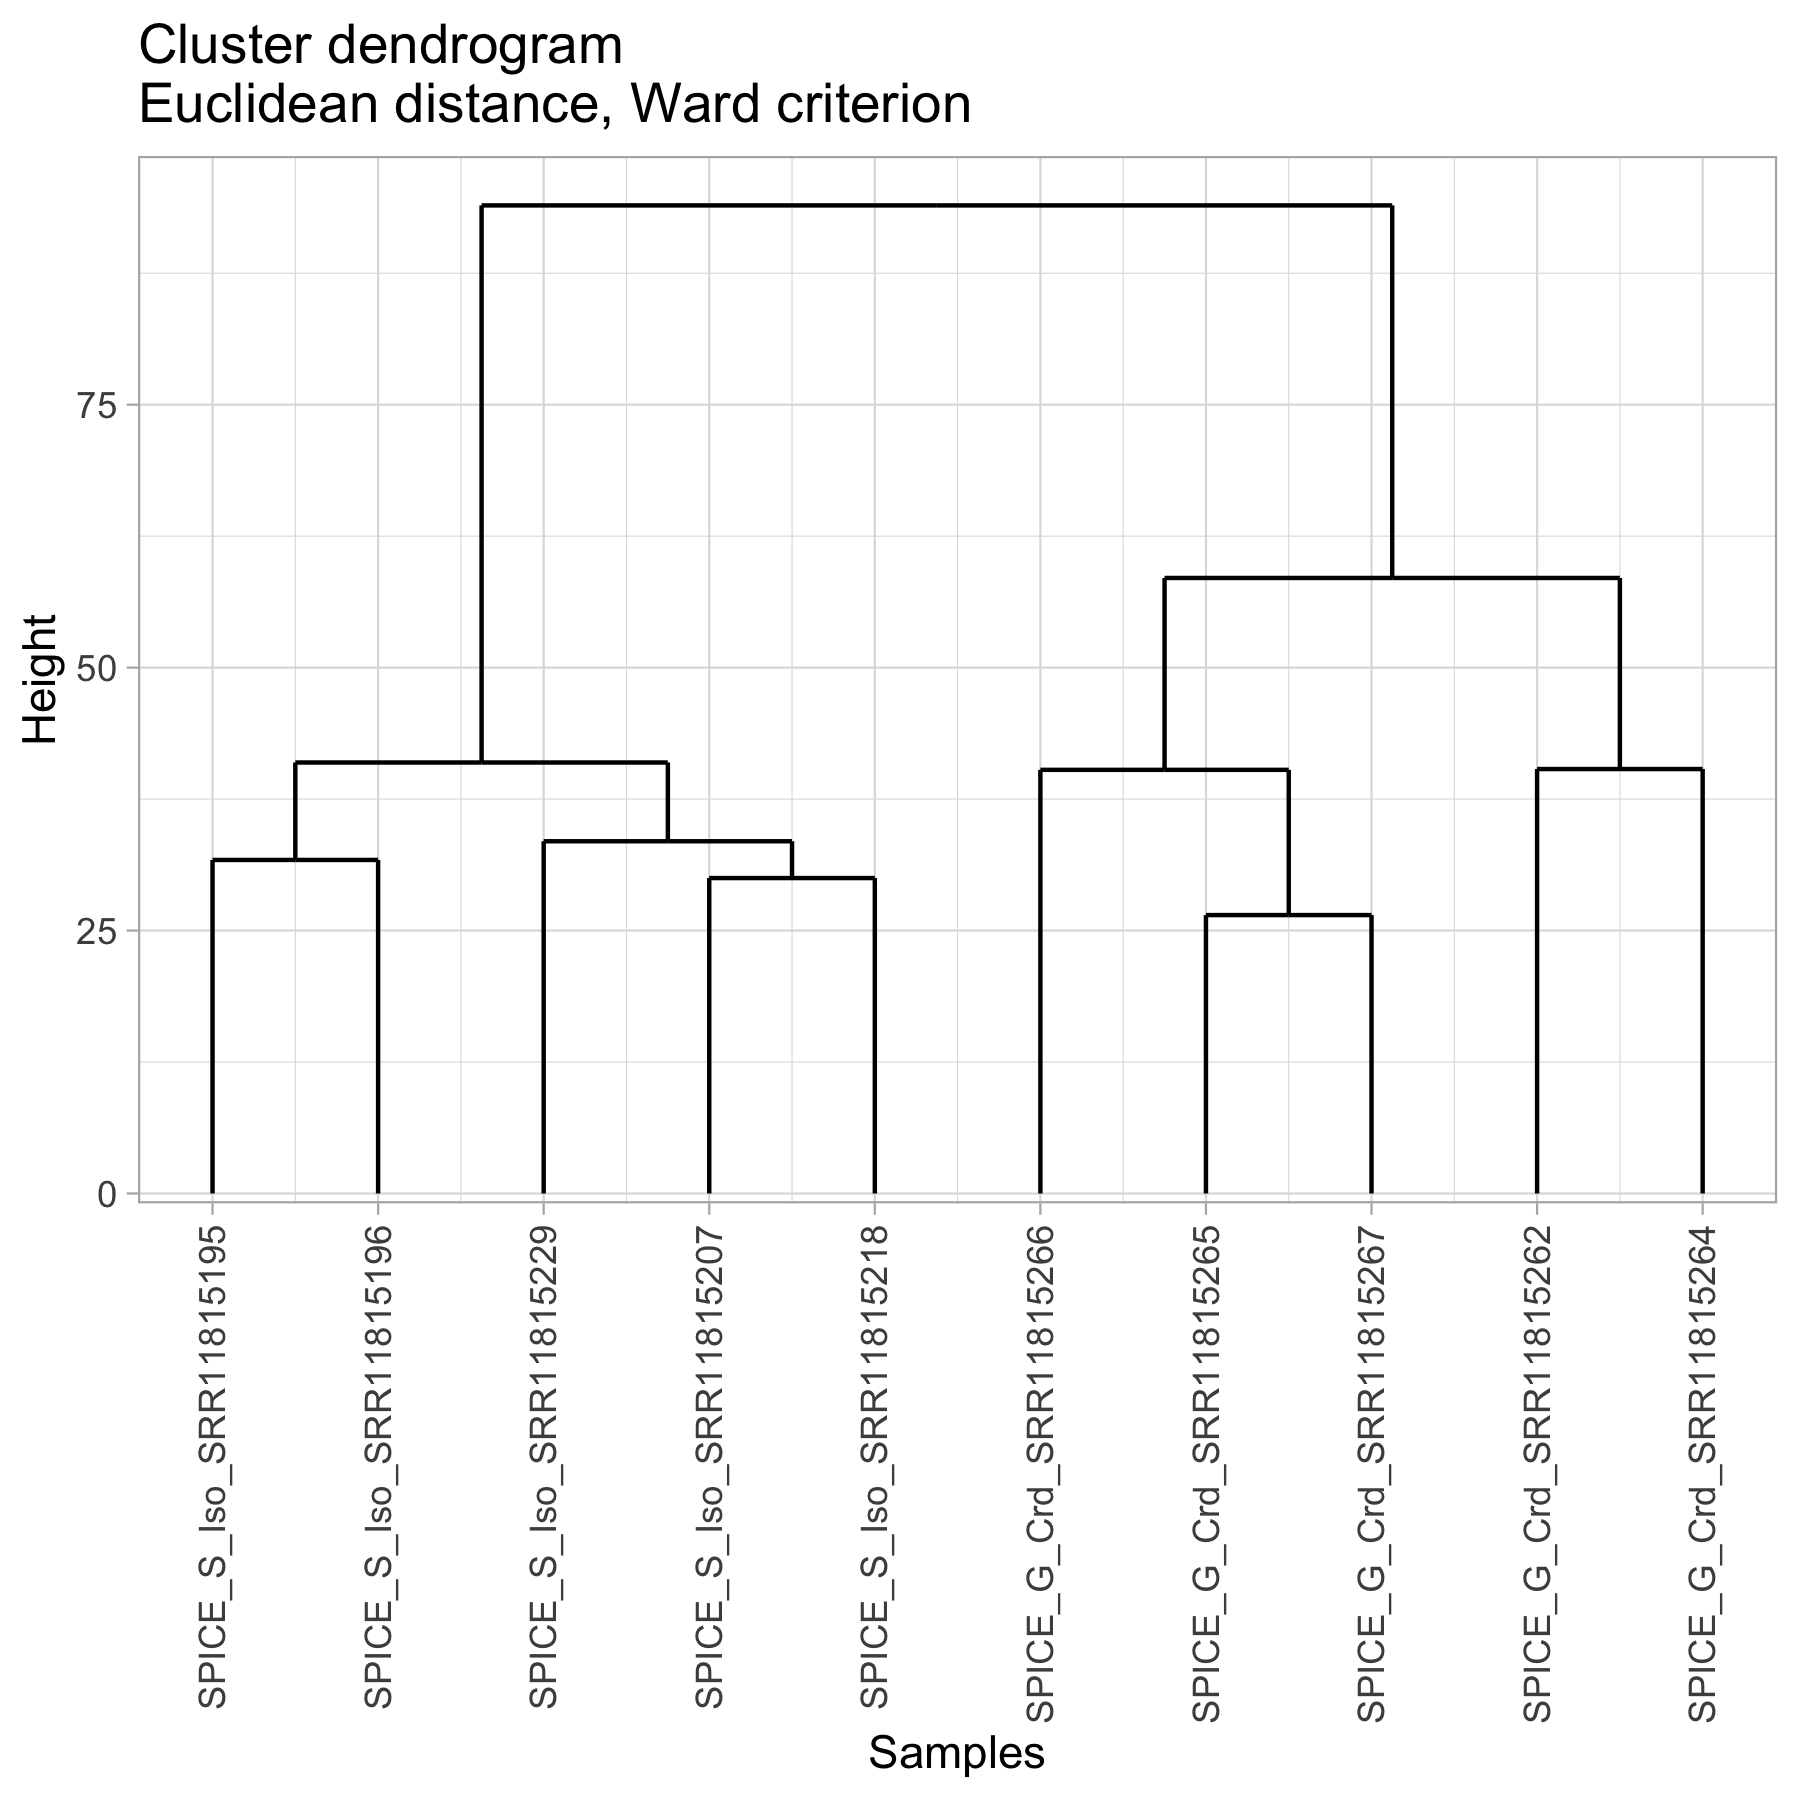 Cluster dendrogram
Euclidean distance, Ward criterion
Height
75
50
25
0
SPICE_S_Iso_SRR11815195
SPICE_S_Iso_SRR11815196
SPICE_S_Iso_SRR11815229
SPICE_S_Iso_SRR11815207
SPICE_S_Iso_SRR11815218
SPICE_G_Crd_SRR11815266
SPICE_G_Crd_SRR11815265
SPICE_G_Crd_SRR11815267
SPICE_G_Crd_SRR11815262
SPICE_G_Crd_SRR11815264
Samples